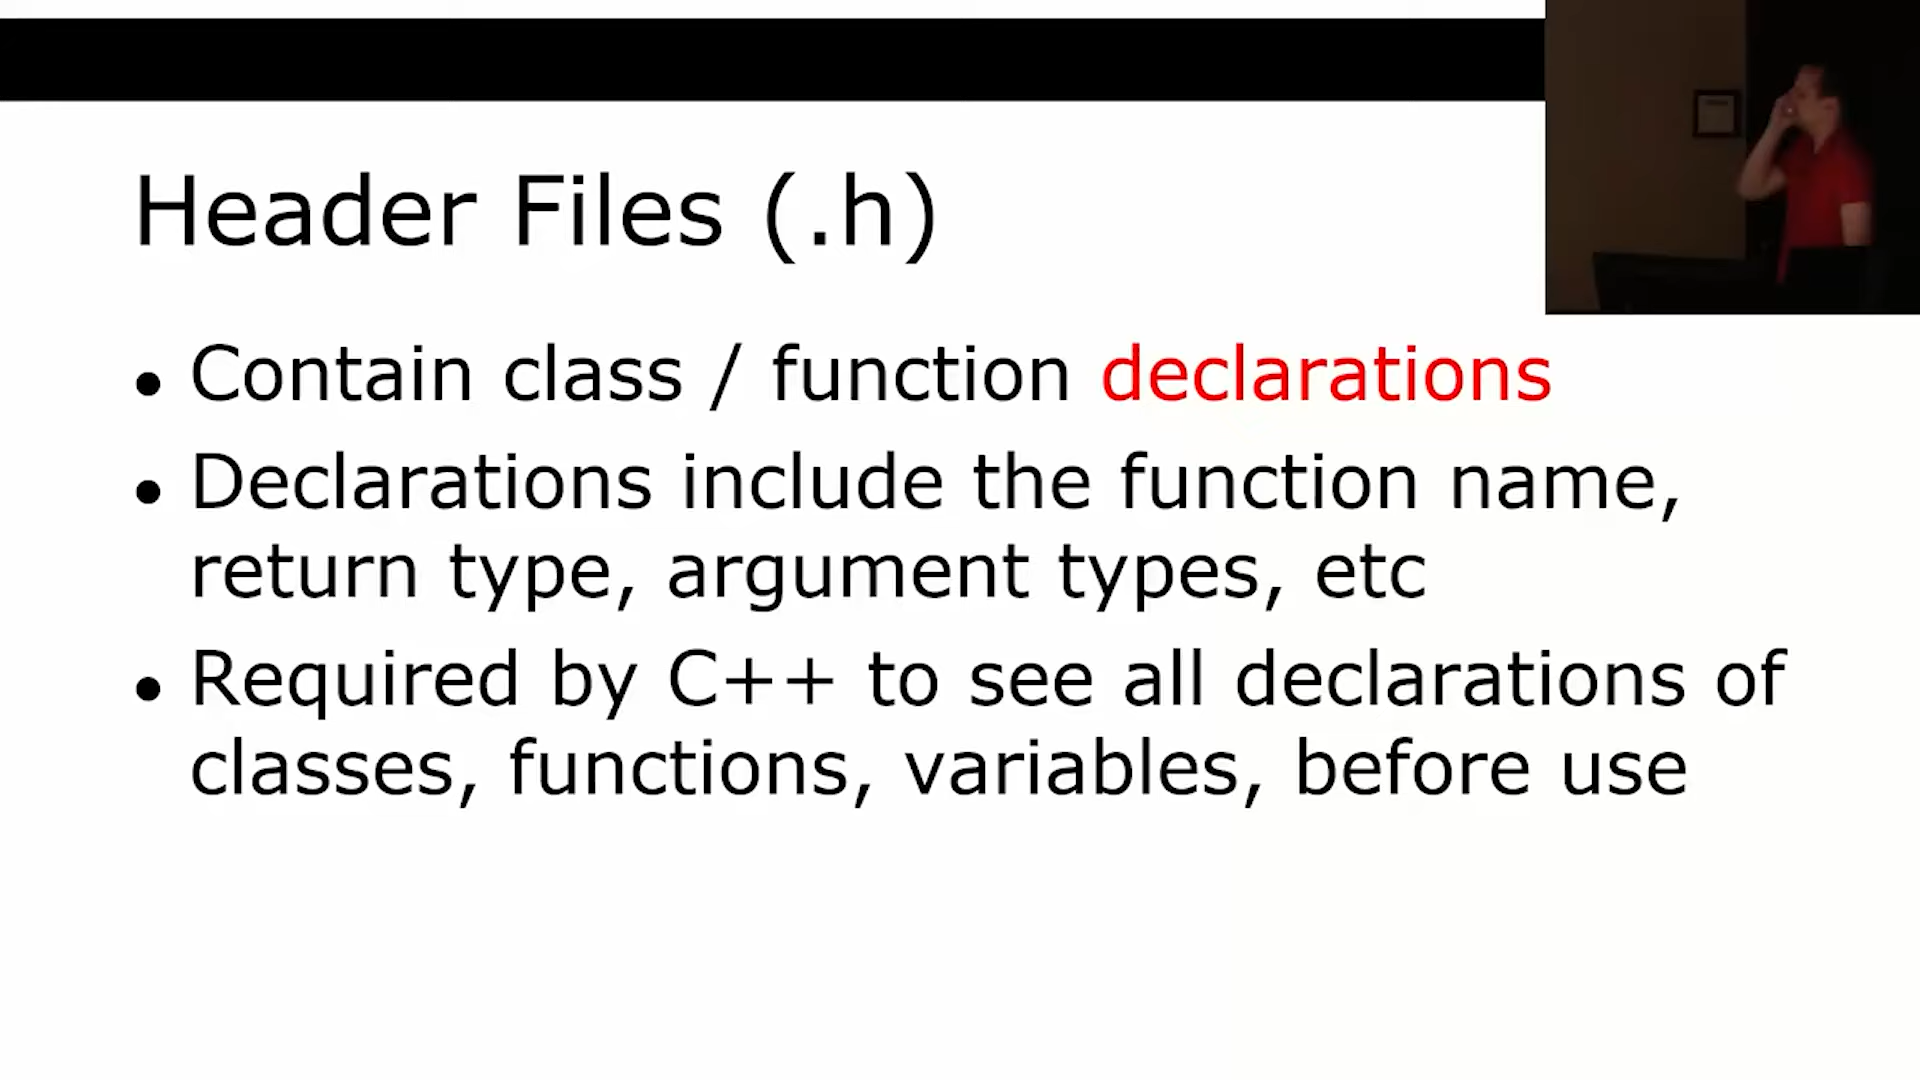 Header Files (.h)
• Contain class / function declarations
• Declarations include the function name,
return type, argument types, etc
• Required by C++ to see all declarations of
classes, functions, variables, before use